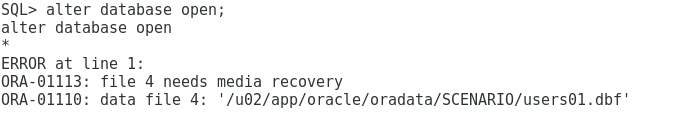 SQL> alter database open;
alter database open
*
ERROR at line 1:
ORA-01113: file 4 needs media recovery
ORA-01110: data file 4: '/u02/app/oracle/oradata/SCENARIO/users01.dbf'